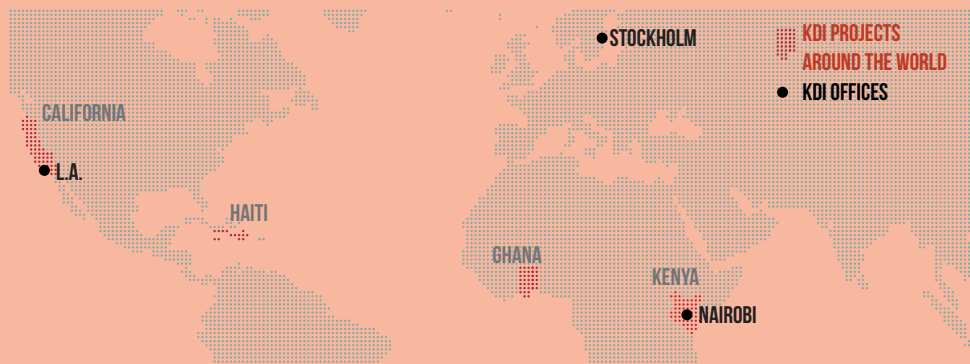 STOCKHOLM
KDI PROJECTS
AROUND THE WORLD
KDI OFFICES
CALIFORNIA
L.A.
HAITI
GHANA
KENYA
NAIROBI